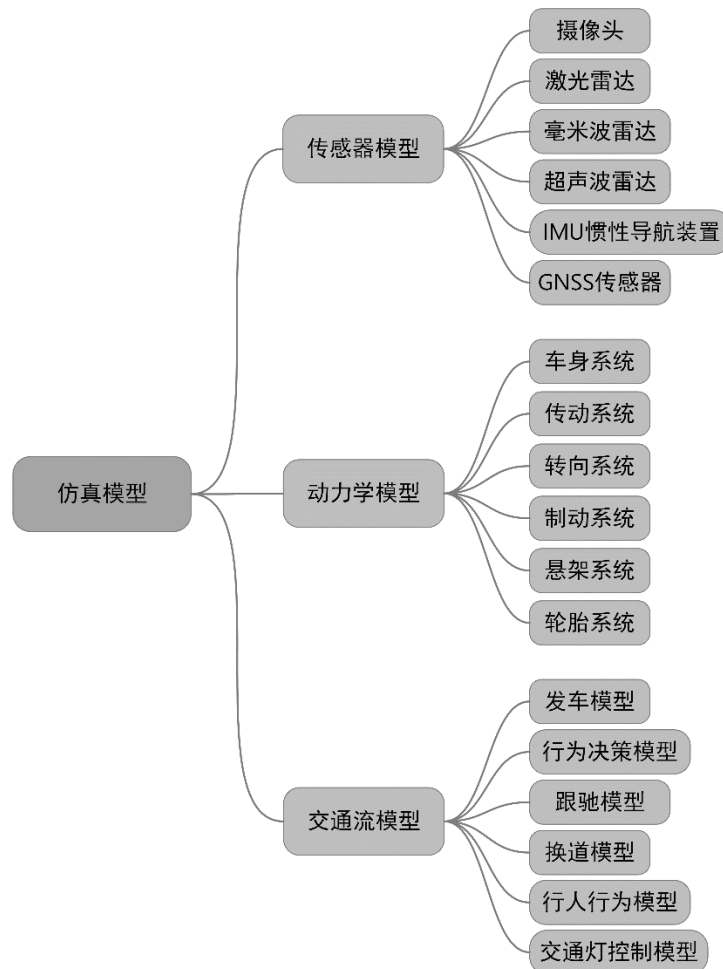 仿真模型
传感器模型
摄像头
激光雷达
毫米波雷达
超声波雷达
IMU惯性导航装置
GNSS传感器
动力学模型
车身系统
传动系统
转向系统
制动系统
悬架系统
轮胎系统
交通流模型
发车模型
行为决策模型
跟驰模型
换道模型
行人行为模型
交通灯控制模型